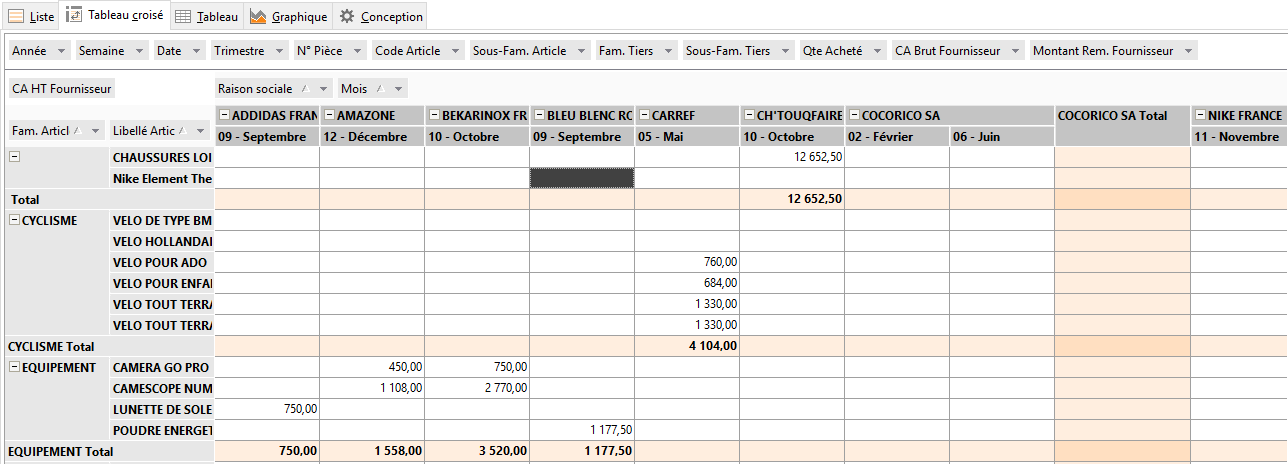 Liste Tableau croisé Tableau Graphique Conception
Année Semaine Date Trimestre N° Pièce Code Article Sous-Fam. Article Fam. Tiers Sous-Fam. Tiers Qte Acheté CA Brut Fournisseur Montant Rem. Fournisseur
CA HT Fournisseur Raison sociale Mois
ADDIDAS FRAN AMAZONE BEKARINOX FR BLEU BLENC RO CARREF CH'TOUQFAIRE COCORICO SA COCORICO SA Total NIKE FRANCE
Fam. Articl Libellé Artic 09 - Septembre 12 - Décembre 10 - Octobre 09 - Septembre 05 - Mai 10 - Octobre 02 - Février 06 - Juin 11 - Novembre
CHAUSSURES LOI 12 652,50
Nike Element The
Total 12 652,50
CYCLISME VELO DE TYPE BM
VELO HOLLANDAI
VELO POUR ADO 760,00
VELO POUR ENFA 684,00
VELO TOUT TERRA 1 330,00
VELO TOUT TERRA 1 330,00
CYCLISME Total 4 104,00
EQUIPEMENT CAMERA GO PRO 450,00 750,00
CAMESCOPE NUM 1 108,00 2 770,00
LUNETTE DE SOLE 750,00
POUDRE ENERGET 1 177,50
EQUIPEMENT Total 750,00 1 558,00 3 520,00 1 177,50